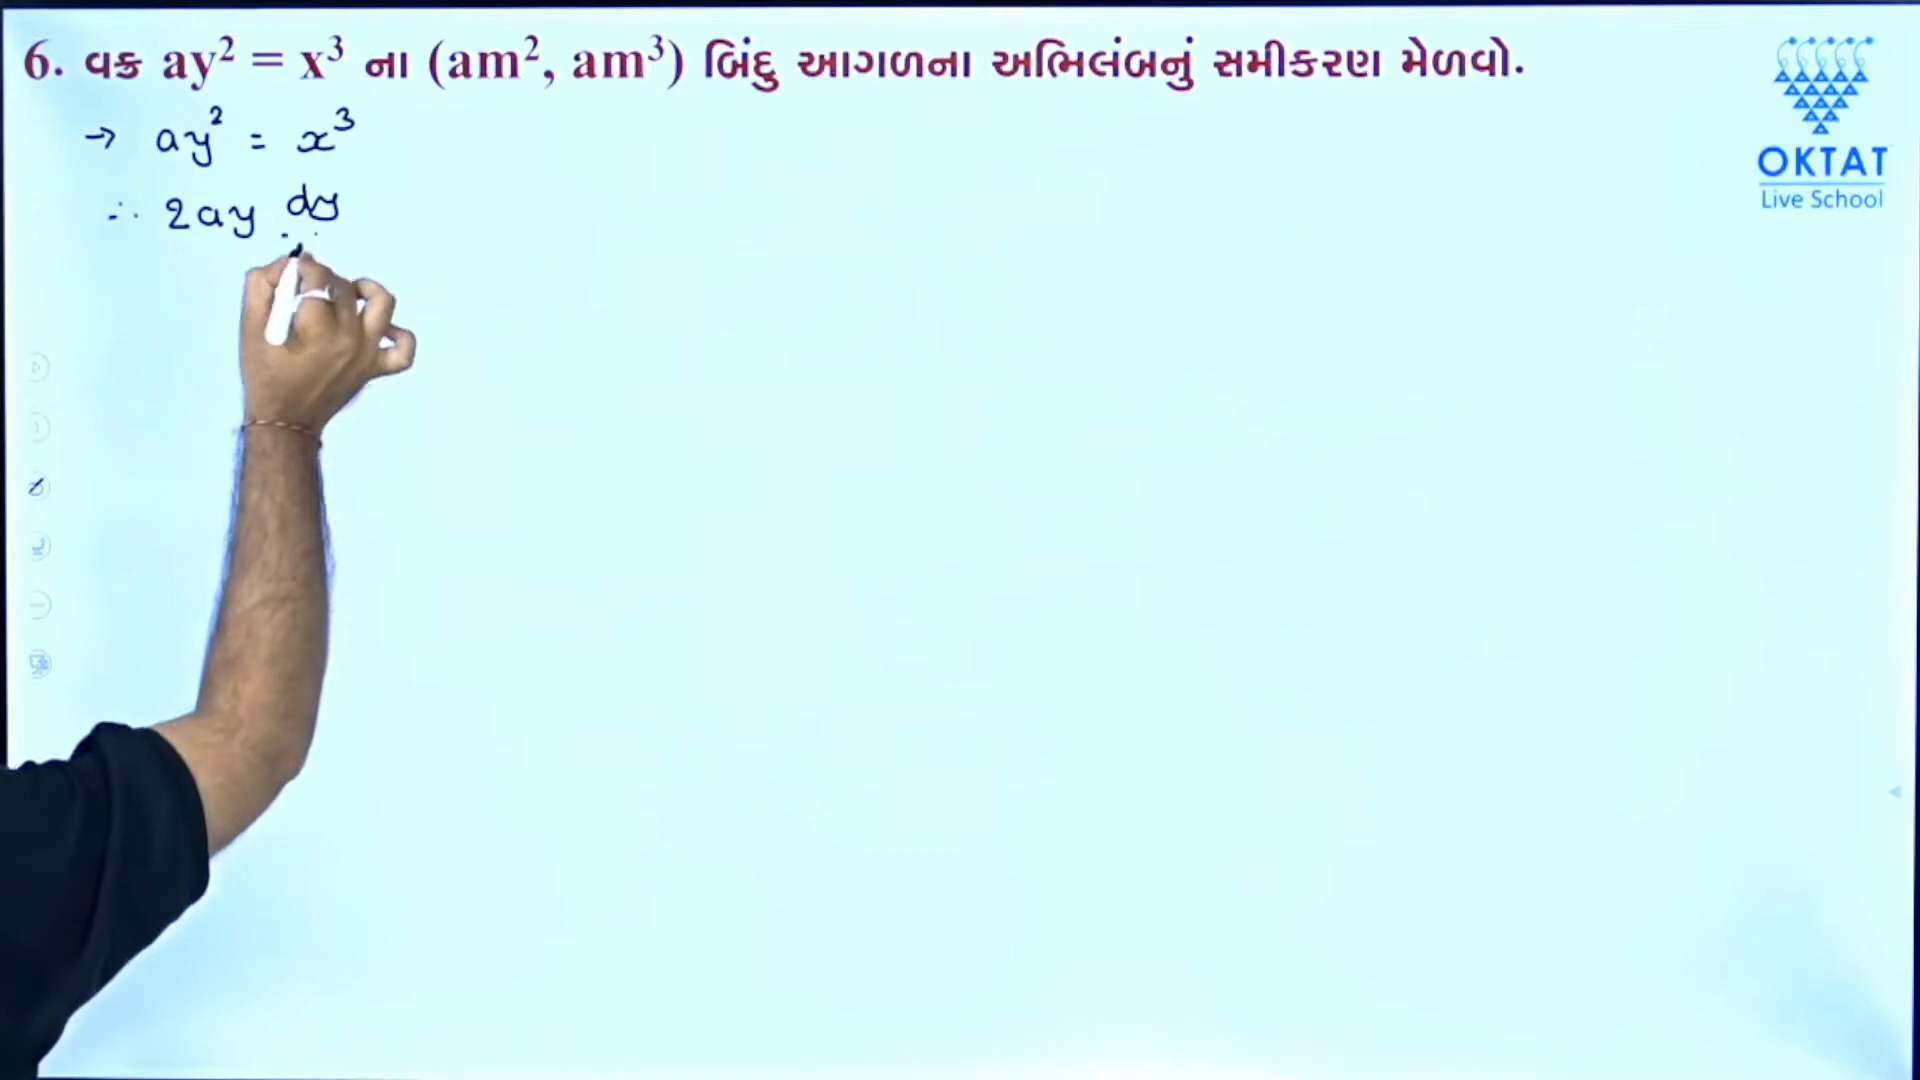 6. વક્ર ay² = x³ ના (am², am³) બિંદુ આગળના અભિલંબનું સમીકરણ મેળવો.
→ ay² = x³
∴ 2ay dy
OKTAT
Live School